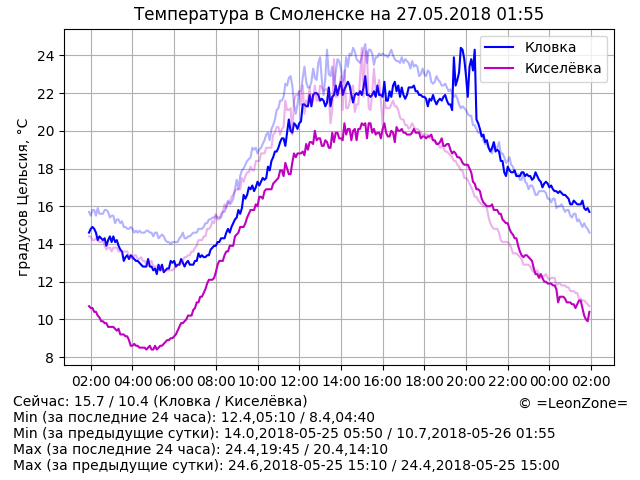 Температура в Смоленске на 27.05.2018 01:55
градусов Цельсия, °C
24
22
20
18
16
14
12
10
8
Кловка
Киселёвка
02:00 04:00 06:00 08:00 10:00 12:00 14:00 16:00 18:00 20:00 22:00 00:00 02:00
Сейчас: 15.7 / 10.4 (Кловка / Киселёвка)
© =LeonZone=
Min (за последние 24 часа): 12.4,05:10 / 8.4,04:40
Min (за предыдущие сутки): 14.0,2018-05-25 05:50 / 10.7,2018-05-26 01:55
Max (за последние 24 часа): 24.4,19:45 / 20.4,14:10
Max (за предыдущие сутки): 24.6,2018-05-25 15:10 / 24.4,2018-05-25 15:00